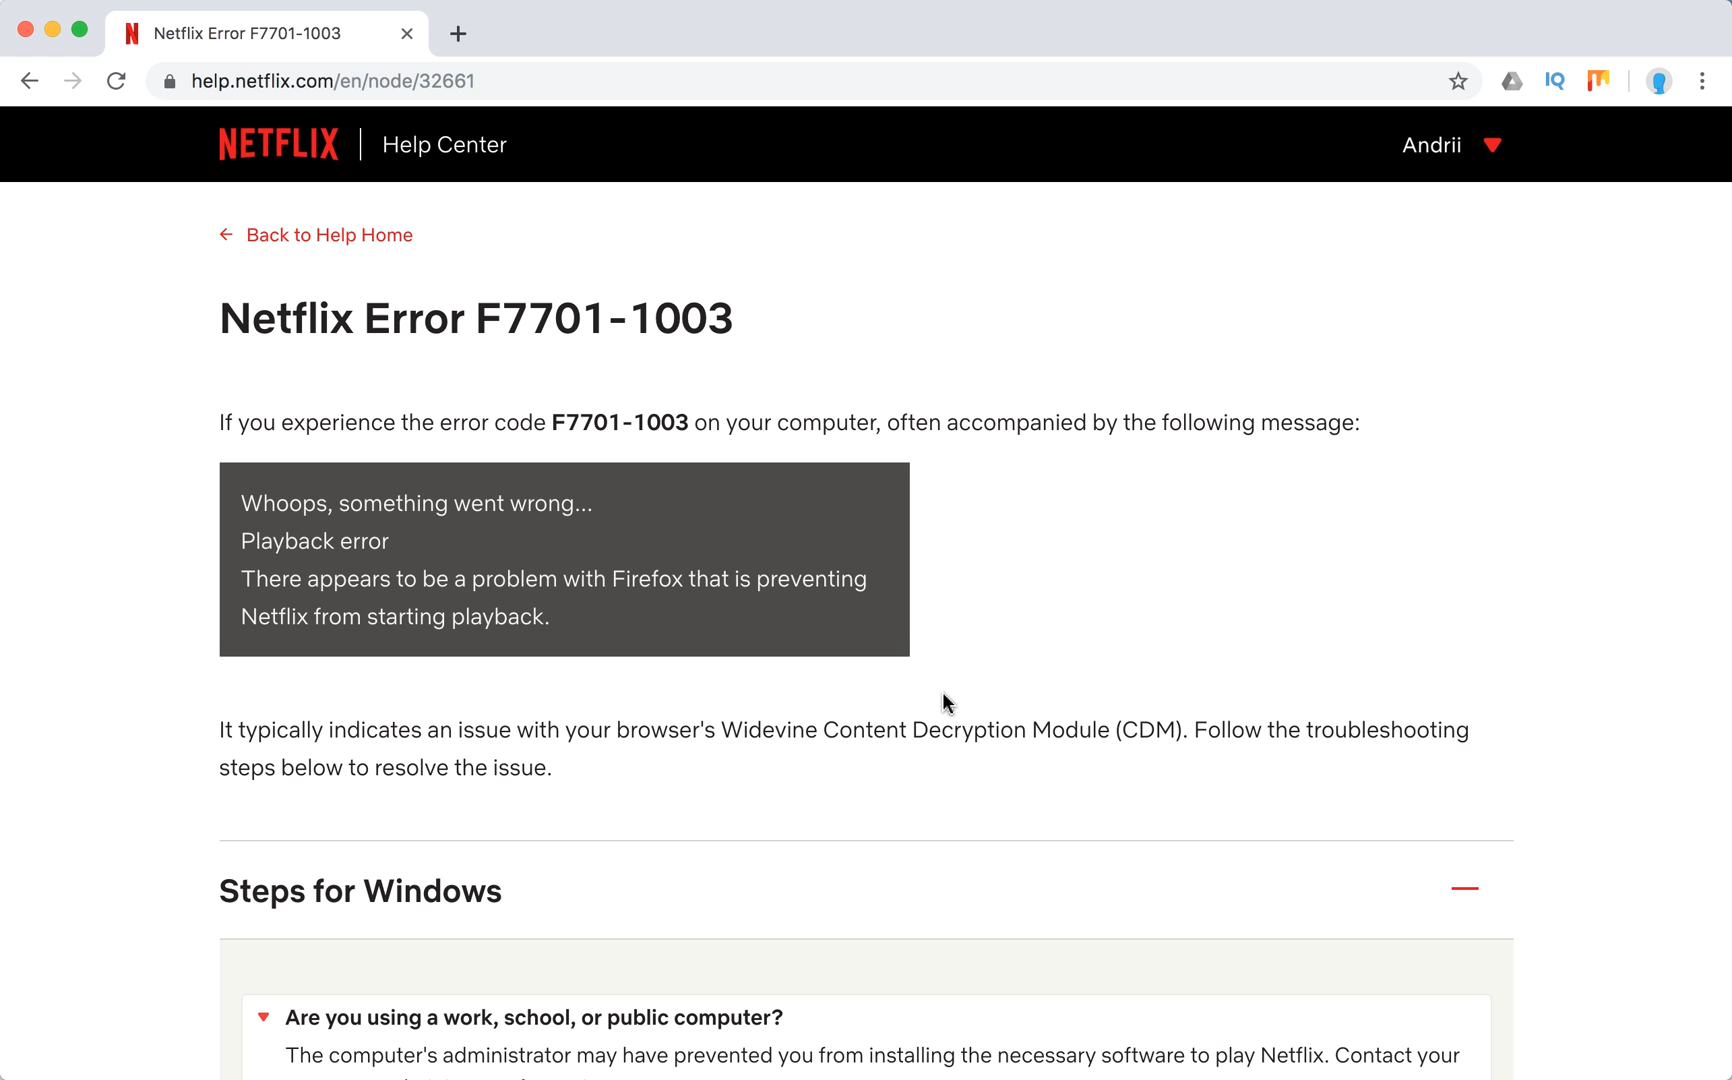 Netflix Error F7701-1003
help.netflix.com/en/node/32661
IQ
NETFLIX | Help Center
Andrii
Back to Help Home
Netflix Error F7701-1003
If you experience the error code F7701-1003 on your computer, often accompanied by the following message:
Whoops, something went wrong...
Playback error
There appears to be a problem with Firefox that is preventing
Netflix from starting playback.
It typically indicates an issue with your browser's Widevine Content Decryption Module (CDM). Follow the troubleshooting
steps below to resolve the issue.
Steps for Windows
Are you using a work, school, or public computer?
The computer's administrator may have prevented you from installing the necessary software to play Netflix. Contact your